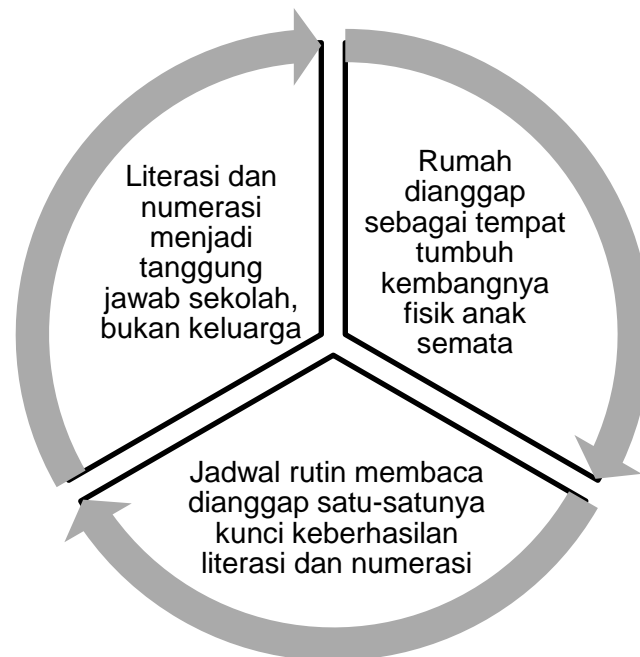 Literasi dan
numerasi
menjadi
tanggung
jawab sekolah,
bukan keluarga
Rumah
dianggap
sebagai tempat
tumbuh
kembangnya
fisik anak
semata
Jadwal rutin membaca
dianggap satu-satunya
kunci keberhasilan
literasi dan numerasi